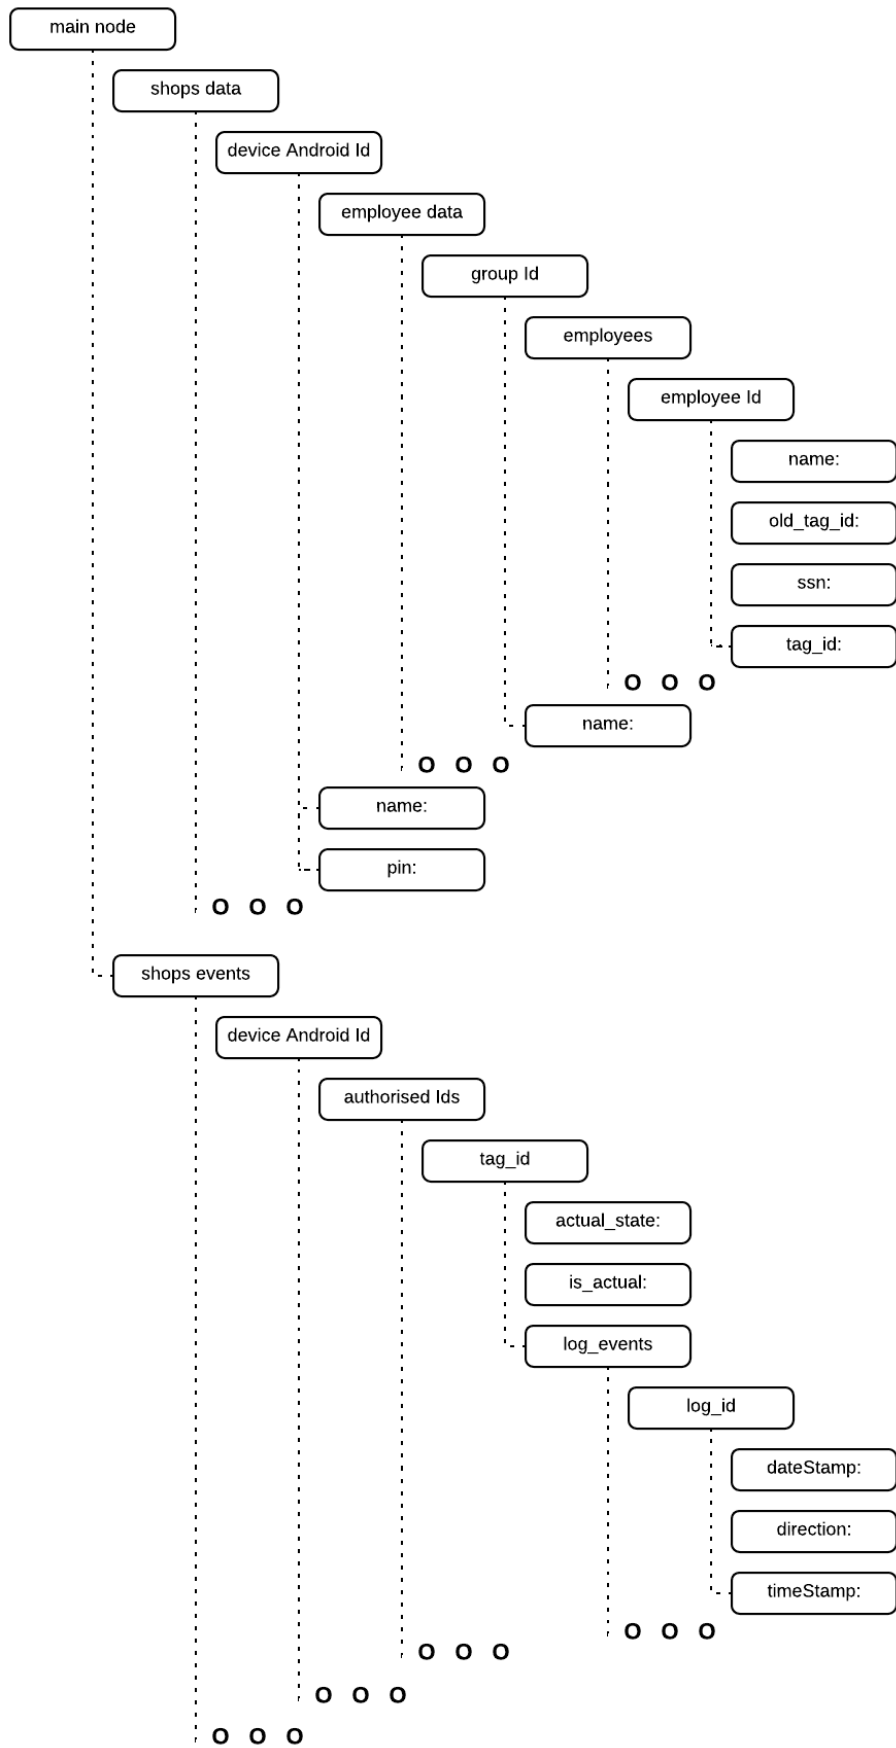 main node
shops data
device Android Id
employee data
group Id
employees
employee Id
name:
old_tag_id:
ssn:
tag_id:
O O O
name:
O O O
name:
pin:
O O O
shops events
device Android Id
authorised Ids
tag_id
actual_state:
is_actual:
log_events
log_id
dateStamp:
direction:
timeStamp:
O O O
O O O
O O O
O O O